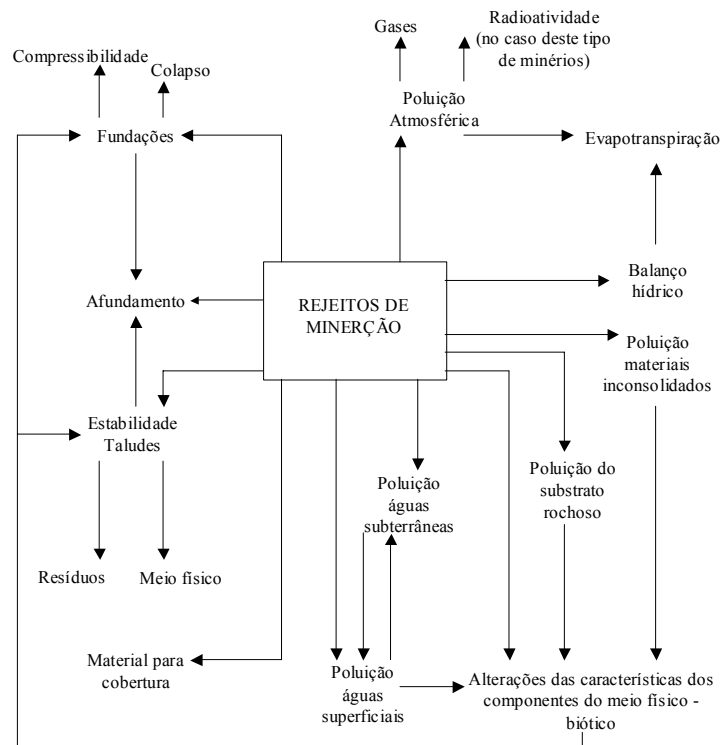 Gases
Radioatividade
(no caso deste tipo
de minérios)
Compressibilidade
Colapso
Poluição
Atmosférica
Fundações
Evapotranspiração
Balanço
hídrico
Afundamento
REJEITOS DE
MINERÇÃO
Poluição
materiais
inconsolidados
Estabilidade
Taludes
Poluição do
substrato
rochoso
Poluição
águas
subterrâneas
Resíduos
Meio físico
Material para
cobertura
Poluição
águas
superficiais
Alterações das características dos
componentes do meio físico -
biótico